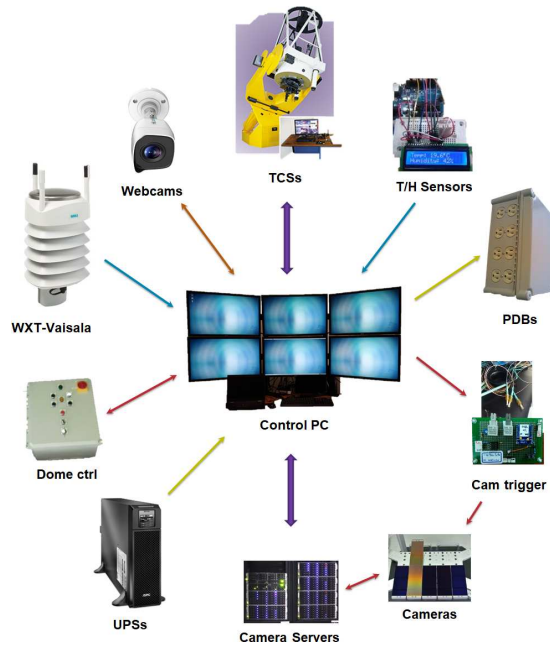 TCSs
Webcams
T/H Sensors
WXT-Vaisala
PDBs
Control PC
Dome ctrl
Cam trigger
UPSs
Camera Servers
Cameras